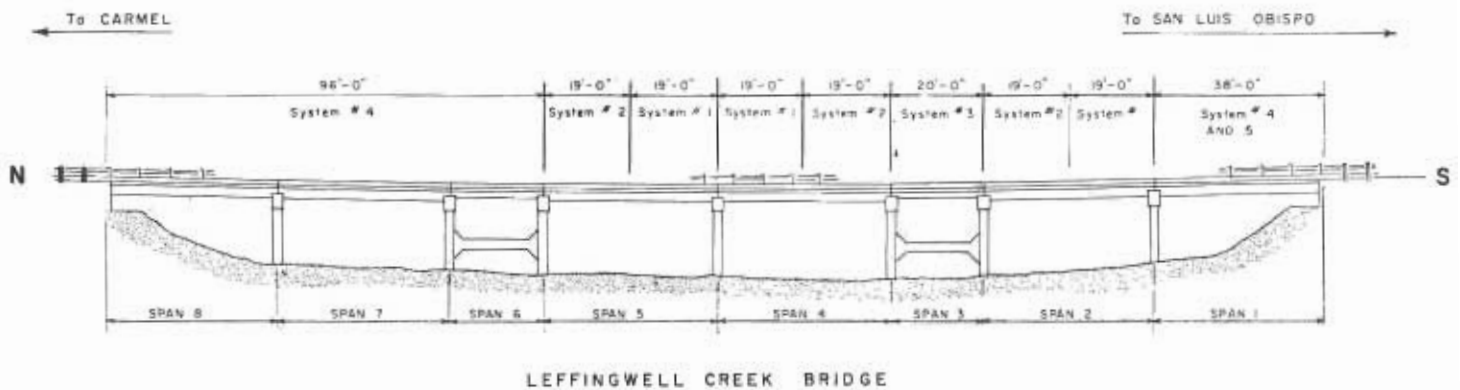 To CARMEL
To SAN LUIS OBISPO
96'-0" 19'-0" 19'-0" 19'-0" 19'-0" 20'-0" 19'-0" 19'-0" 38'-0"
System # 4 System # 2 System # 1 System # 1 System # 2 System # 3 System # 2 System # System # 4
AND 5
N S
SPAN 8 SPAN 7 SPAN 6 SPAN 5 SPAN 4 SPAN 3 SPAN 2 SPAN 1
LEFFINGWELL CREEK BRIDGE